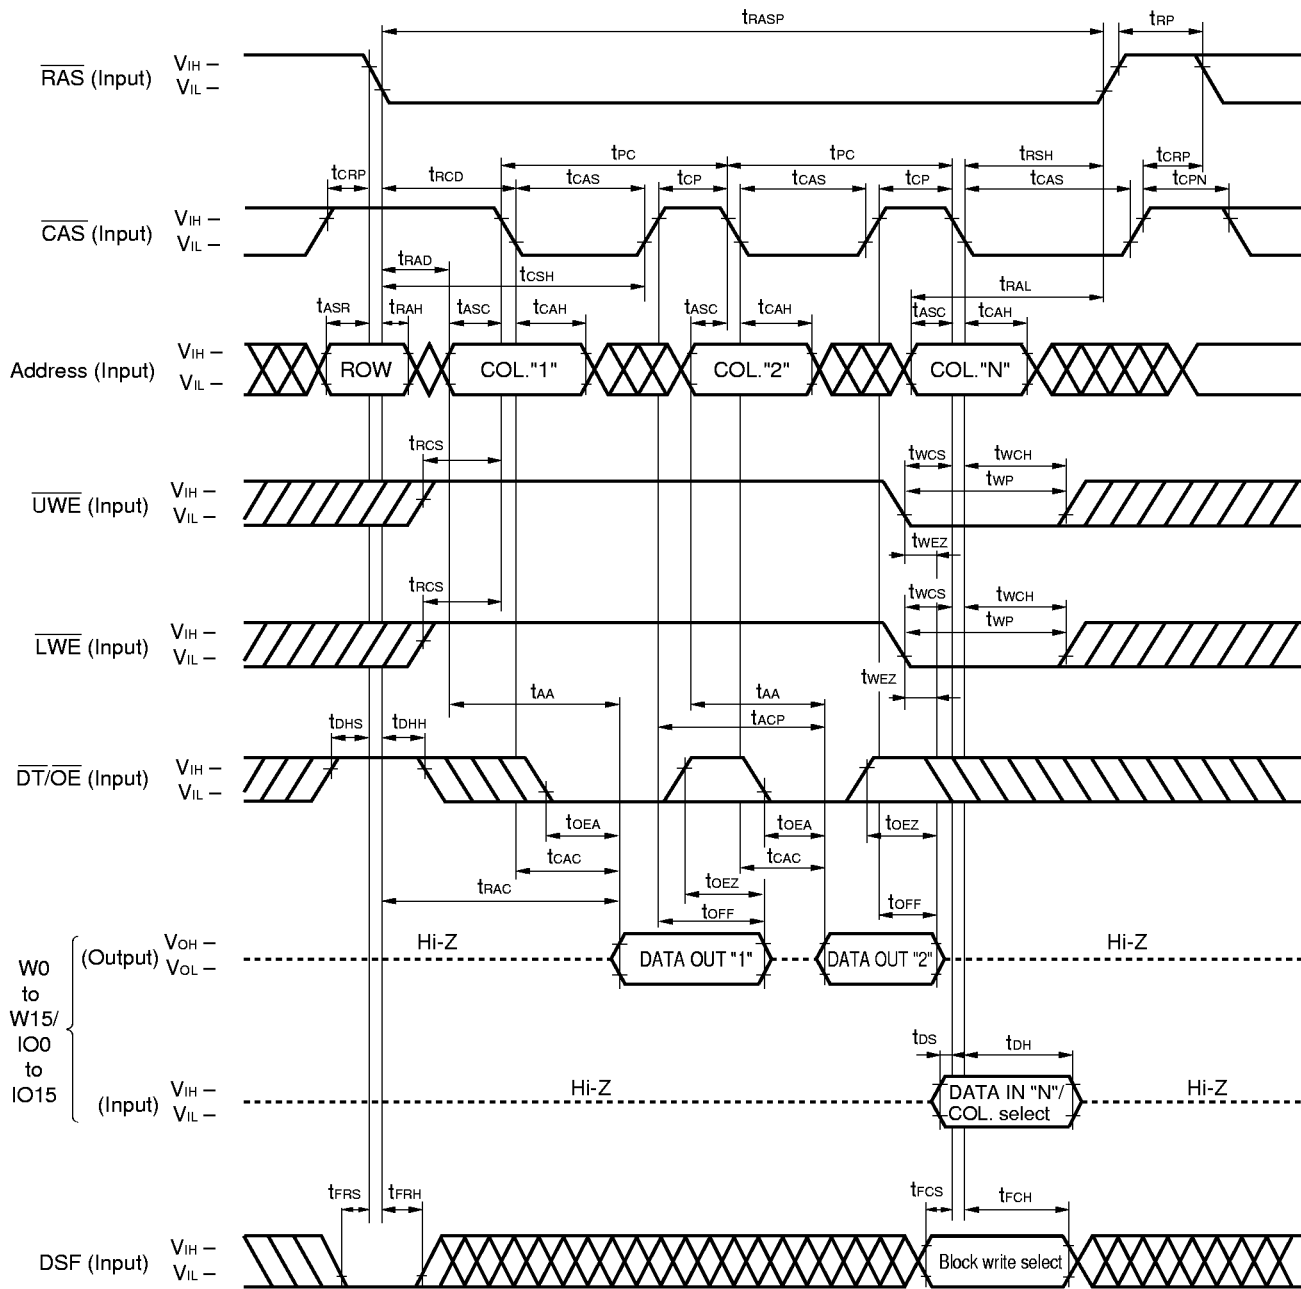 tRASP tRP
RAS (Input) VIH –
VIL –
tPC tPC tRSH tCRP
tCRP tRCD tCAS tCP tCAS tCP tCAS tCPN
CAS (Input) VIH –
VIL –
tRAD tCSH tRAL
tASR tRAH tASC tCAH tASC tCAH tASC tCAH
Address (Input) VIH –
VIL –
ROW COL."1" COL."2" COL."N"
tRCS tWCS tWCH
tWP
UWE (Input) VIH –
VIL –
tWEZ
tRCS tWCS tWCH
tWP
LWE (Input) VIH –
VIL –
tWEZ
tAA tAA
tACP
tDHS tDHH
DT/OE (Input) VIH –
VIL –
tOEA tOEA tOEZ
tCAC tCAC
tRAC tOEZ
tOFF tOFF
W0
to
W15/
IO0
to
IO15
(Output) VOH –
VOL –
Hi-Z DATA OUT "1" DATA OUT "2" Hi-Z
tDS tDH
(Input) VIH –
VIL –
Hi-Z DATA IN "N"/
COL. select Hi-Z
tFRS tFRH tFCS tFCH
DSF (Input) VIH –
VIL –
Block write select